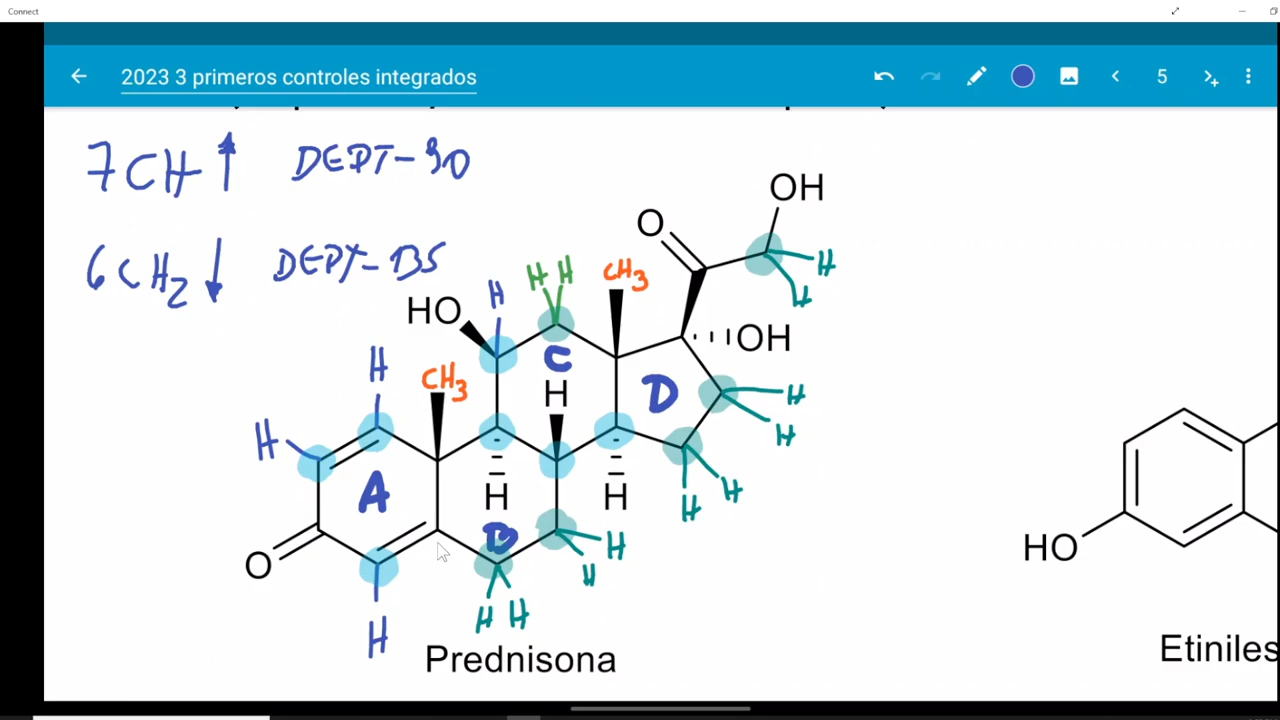 Connect
2023 3 primeros controles integrados
5
7CH↑ DEPT-90
6CH₂↓ DEPT-135
OH
O
H
H
H H
CH₃
HO
H
OH
C
H
CH₃
H
D
H
H
H
A
H
H
H
H
B
H
H
O
H H
H
HO
Prednisona
Etiniles